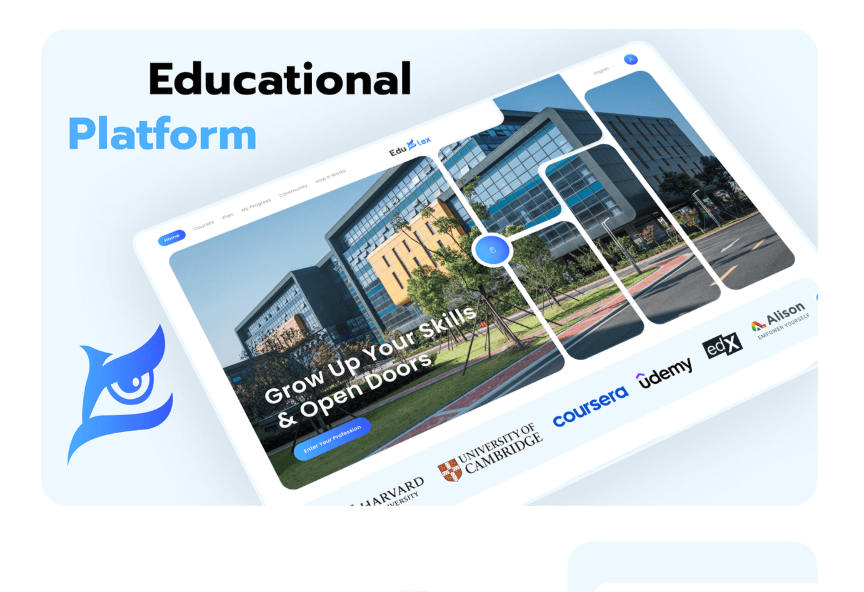 Educational
Platform
English
Edu Lex
Home Courses Plan My Progress Community How It Works
Grow Up Your Skills
& Open Doors
Enter Your Profession
HARVARD
UNIVERSITY OF
CAMBRIDGE
coursera
udemy
edX
Alison
EMPOWER YOURSELF